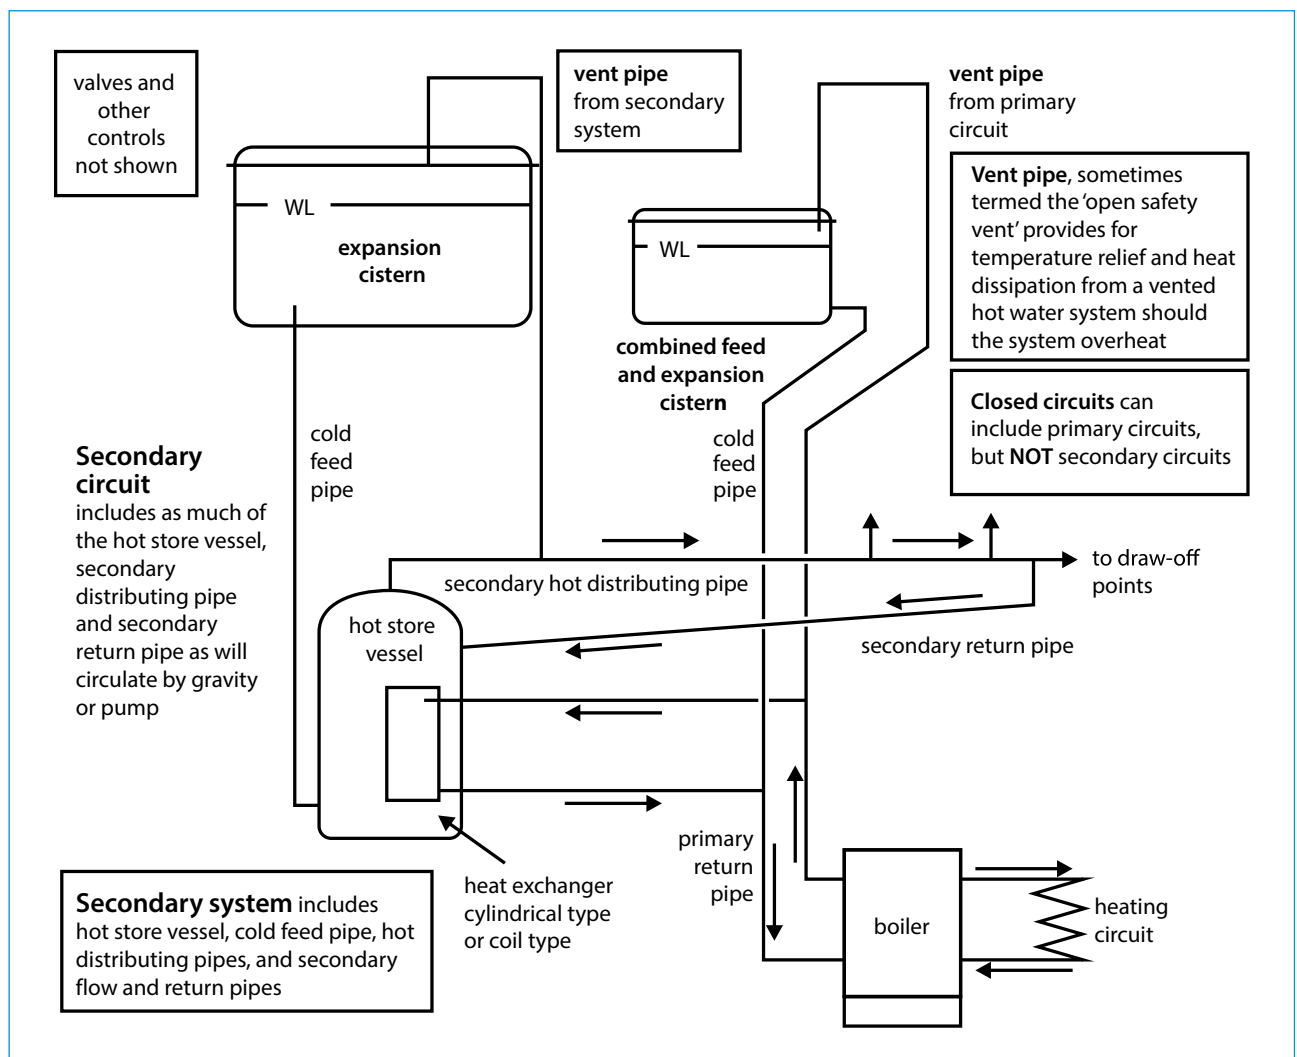 valves and
other
controls
not shown
vent pipe
from secondary
system
vent pipe
from primary
circuit
WL
expansion
cistern
WL
combined feed
and expansion
cistern
Vent pipe, sometimes
termed the ‘open safety
vent’ provides for
temperature relief and heat
dissipation from a vented
hot water system should
the system overheat
Closed circuits can
include primary circuits,
but NOT secondary circuits
cold
feed
pipe
cold
feed
pipe
Secondary
circuit
includes as much of
the hot store vessel,
secondary
distributing pipe
and secondary
return pipe as will
circulate by gravity
or pump
secondary hot distributing pipe
to draw-off
points
hot store
vessel
secondary return pipe
primary
return
pipe
heat exchanger
cylindrical type
or coil type
boiler
heating
circuit
Secondary system includes
hot store vessel, cold feed pipe, hot
distributing pipes, and secondary
flow and return pipes